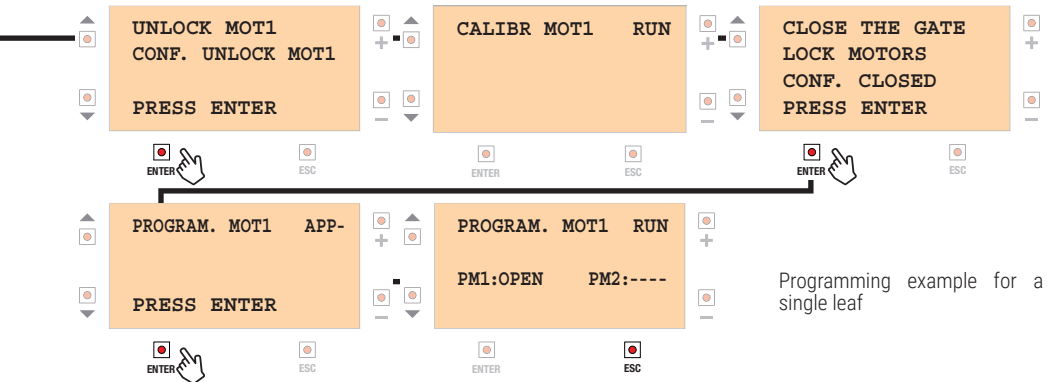 UNLOCK MOT1
CONF. UNLOCK MOT1
PRESS ENTER
+
−
ENTER
ESC
CALIBR MOT1 RUN
+
−
ENTER
ESC
CLOSE THE GATE
LOCK MOTORS
CONF. CLOSED
PRESS ENTER
+
−
ENTER
ESC
PROGRAM. MOT1 APP-
PRESS ENTER
+
−
ENTER
ESC
PROGRAM. MOT1 RUN
PM1:OPEN PM2:----
+
−
ENTER
ESC
Programming example for a
single leaf